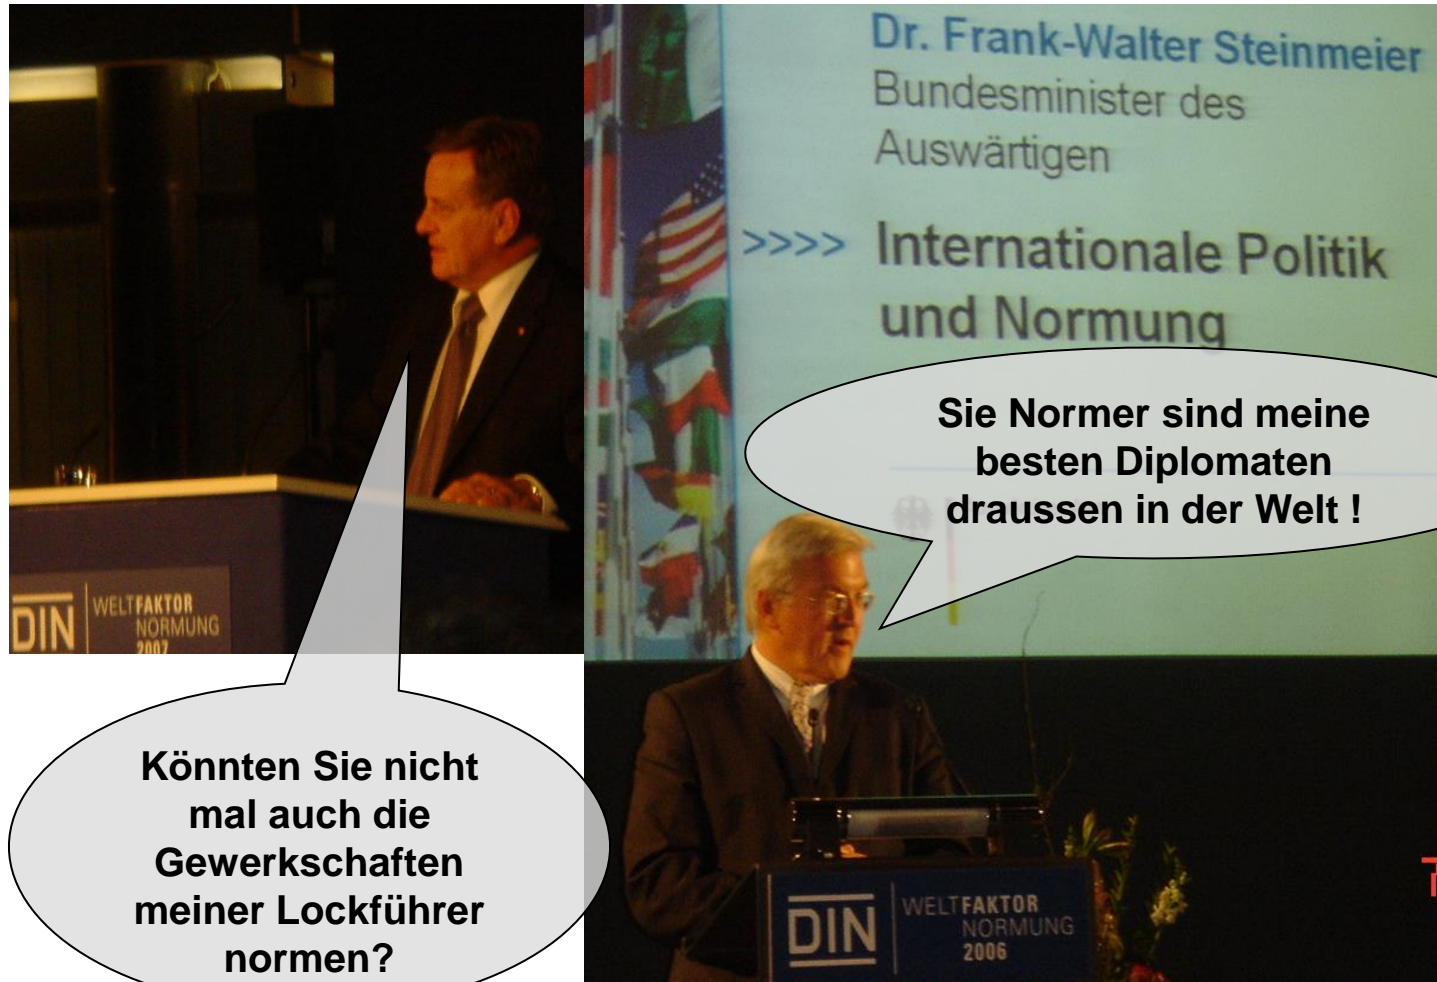 Dr. Frank-Walter Steinmeier
Bundesminister des
Auswärtigen
>>>> Internationale Politik
und Normung
Sie Normer sind meine
besten Diplomaten
draussen in der Welt !
DIN
WELTFAKTOR
NORMUNG
2007
Könnten Sie nicht
mal auch die
Gewerkschaften
meiner Lockführer
normen?
DIN
WELTFAKTOR
NORMUNG
2006